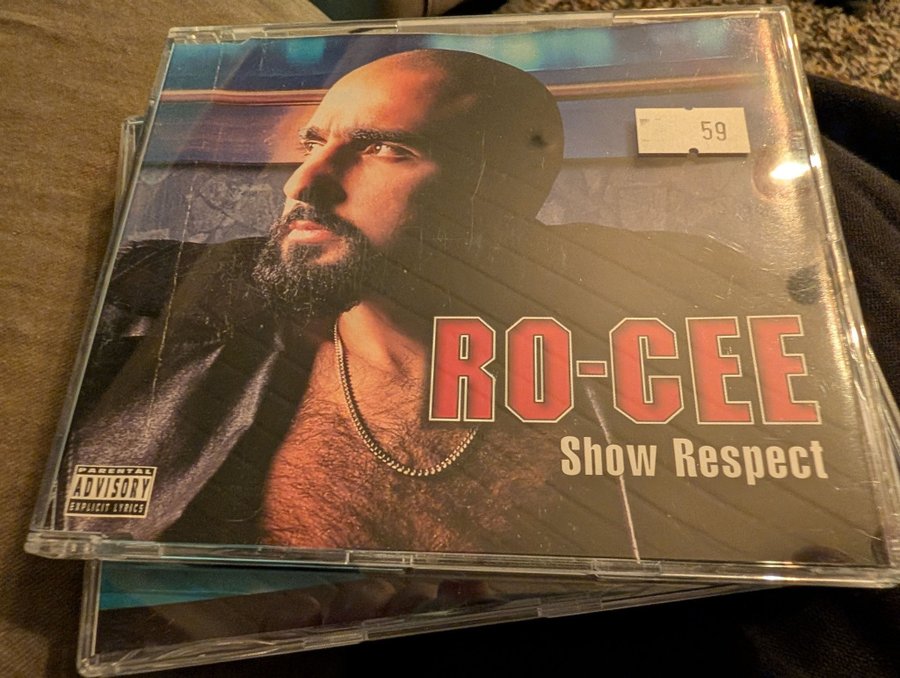 59
RO-CEE
Show Respect
PARENTAL
ADVISORY
EXPLICIT LYRICS